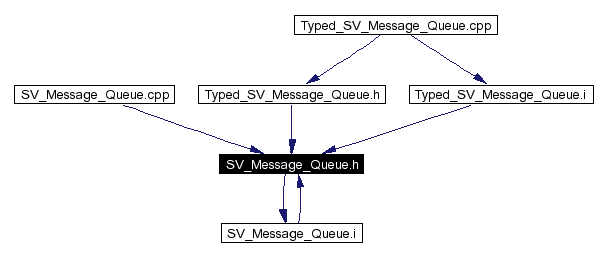 Typed_SV_Message_Queue.cpp
SV_Message_Queue.cpp
Typed_SV_Message_Queue.h
Typed_SV_Message_Queue.i
SV_Message_Queue.h
SV_Message_Queue.i